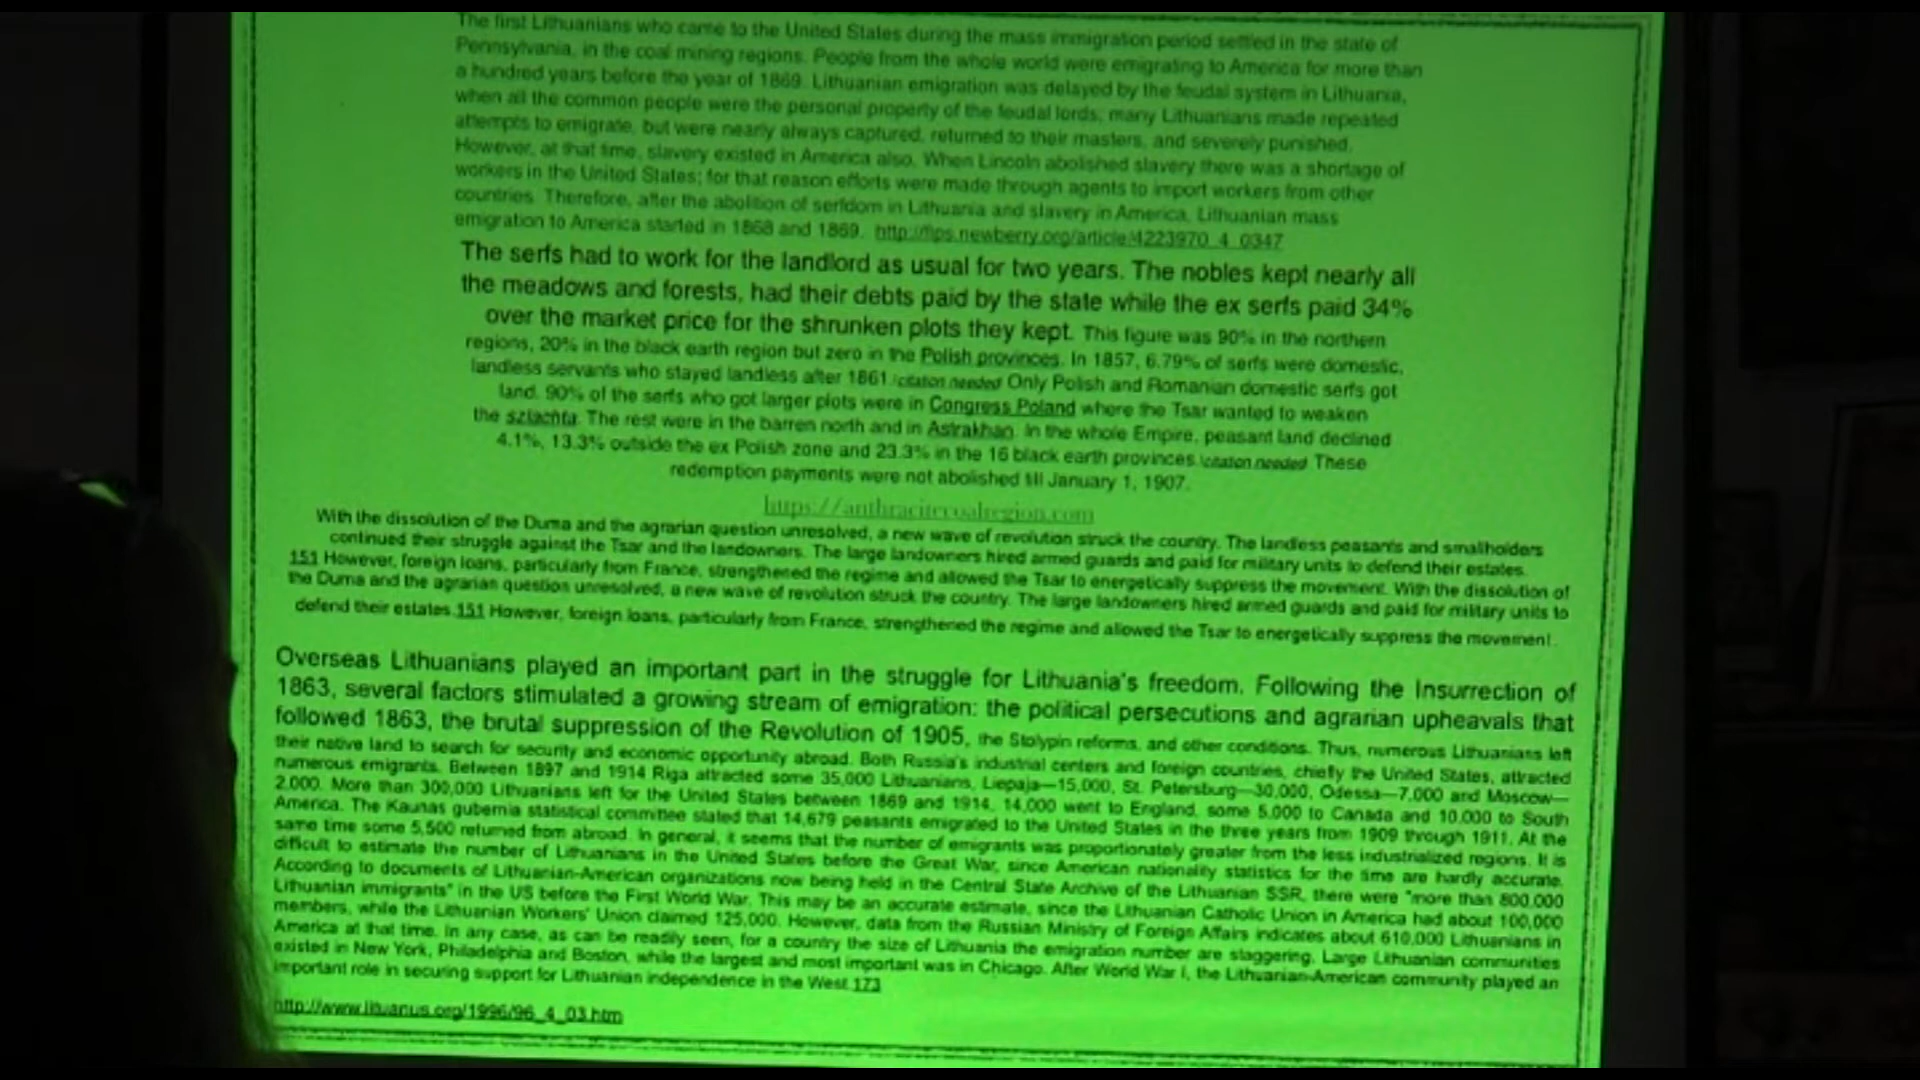 The first Lithuanians who came to the United States during the mass immigration period settled in the state of
Pennsylvania, in the coal mining regions. People from the whole world were emigrating to America for more than
a hundred years before the year of 1869. Lithuanian emigration was delayed by the feudal system in Lithuania,
when all the common people were the personal property of the feudal lords; many Lithuanians made repeated
attempts to emigrate, but were nearly always captured, returned to their masters, and severely punished.
However, at that time, slavery existed in America also. When Lincoln abolished slavery there was a shortage of
workers in the United States; for that reason efforts were made through agents to import workers from other
countries. Therefore, after the abolition of serfdom in Lithuania and slavery in America, Lithuanian mass
emigration to America started in 1868 and 1869. http://flps.newberry.org/article/4223970_4_0347
The serfs had to work for the landlord as usual for two years. The nobles kept nearly all
the meadows and forests, had their debts paid by the state while the ex serfs paid 34%
over the market price for the shrunken plots they kept. This figure was 90% in the northern
regions, 20% in the black earth region but zero in the Polish provinces. In 1857, 6.79% of serfs were domestic,
landless servants who stayed landless after 1861.[citation needed] Only Polish and Romanian domestic serfs got
land. 90% of the serfs who got larger plots were in Congress Poland where the Tsar wanted to weaken
the szlachta. The rest were in the barren north and in Astrakhan. In the whole Empire, peasant land declined
4.1%, 13.3% outside the ex Polish zone and 23.3% in the 16 black earth provinces.[citation needed] These
redemption payments were not abolished till January 1, 1907.
https://anthracitecoalregion.com
With the dissolution of the Duma and the agrarian question unresolved, a new wave of revolution struck the country. The landless peasants and smallholders
continued their struggle against the Tsar and the landowners. The large landowners hired armed guards and paid for military units to defend their estates.
151 However, foreign loans, particularly from France, strengthened the regime and allowed the Tsar to energetically suppress the movement. With the dissolution of
the Duma and the agrarian question unresolved, a new wave of revolution struck the country. The large landowners hired armed guards and paid for military units to
defend their estates.151 However, foreign loans, particularly from France, strengthened the regime and allowed the Tsar to energetically suppress the movement.
Overseas Lithuanians played an important part in the struggle for Lithuania's freedom. Following the Insurrection of
1863, several factors stimulated a growing stream of emigration: the political persecutions and agrarian upheavals that
followed 1863, the brutal suppression of the Revolution of 1905, the Stolypin reforms, and other conditions. Thus, numerous Lithuanians left
their native land to search for security and economic opportunity abroad. Both Russia's industrial centers and foreign countries, chiefly the United States, attracted
numerous emigrants. Between 1897 and 1914 Riga attracted some 35,000 Lithuanians, Liepaja—15,000, St. Petersburg—30,000, Odessa—7,000 and Moscow—
2,000. More than 300,000 Lithuanians left for the United States between 1869 and 1914, 14,000 went to England, some 5,000 to Canada and 10,000 to South
America. The Kaunas gubernia statistical committee stated that 14,679 peasants emigrated to the United States in the three years from 1909 through 1911. At the
same time some 5,500 returned from abroad. In general, it seems that the number of emigrants was proportionately greater from the less industrialized regions. It is
difficult to estimate the number of Lithuanians in the United States before the Great War, since American nationality statistics for the time are hardly accurate.
According to documents of Lithuanian-American organizations now being held in the Central State Archive of the Lithuanian SSR, there were "more than 800,000
Lithuanian immigrants" in the US before the First World War. This may be an accurate estimate, since the Lithuanian Catholic Union in America had about 100,000
members, while the Lithuanian Workers' Union claimed 125,000. However, data from the Russian Ministry of Foreign Affairs indicates about 610,000 Lithuanians in
America at that time. In any case, as can be readily seen, for a country the size of Lithuania the emigration number are staggering. Large Lithuanian communities
existed in New York, Philadelphia and Boston, while the largest and most important was in Chicago. After World War I, the Lithuanian-American community played an
important role in securing support for Lithuanian independence in the West.173
http://www.lituanus.org/1996/96_4_03.htm